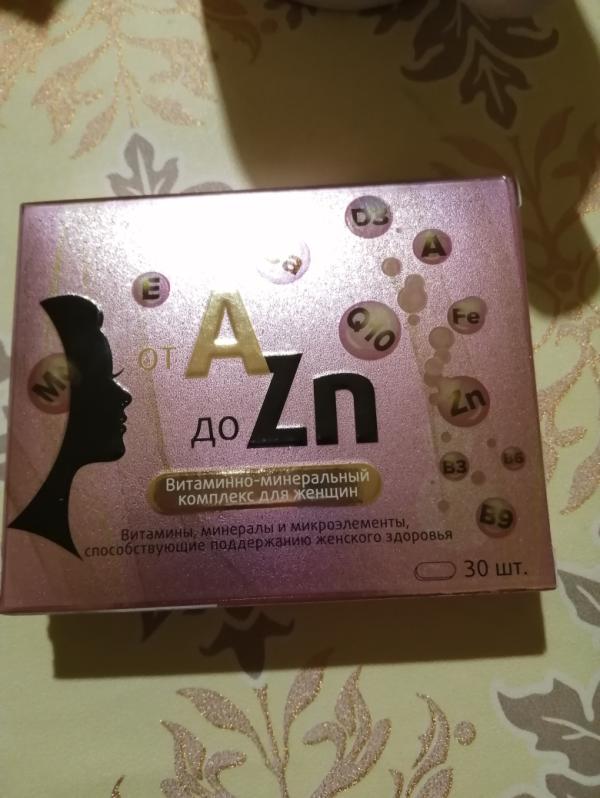 D3
A
E
Q10
Fe
от A
до Zn
Zn
B3
B6
B9
Витаминно-минеральный
комплекс для женщин
Витамины, минералы и микроэлементы,
способствующие поддержанию женского здоровья
30 шт.